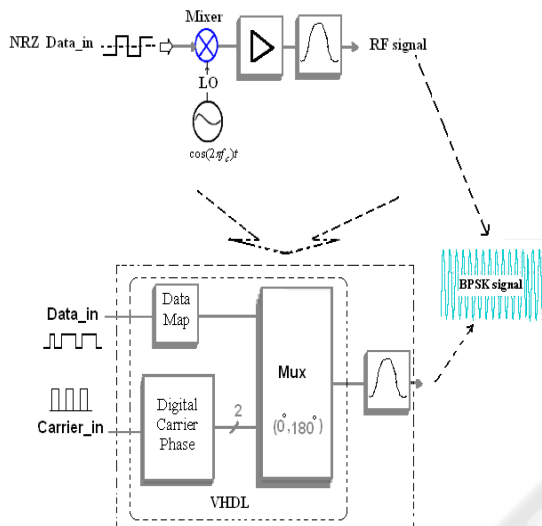 Mixer
NRZ Data_in
RF signal
LO
cos(2πf_c)t
BPSK signal
Data_in
Data
Map
Mux
(0°,180°)
Digital
Carrier
Phase
2
Carrier_in
VHDL